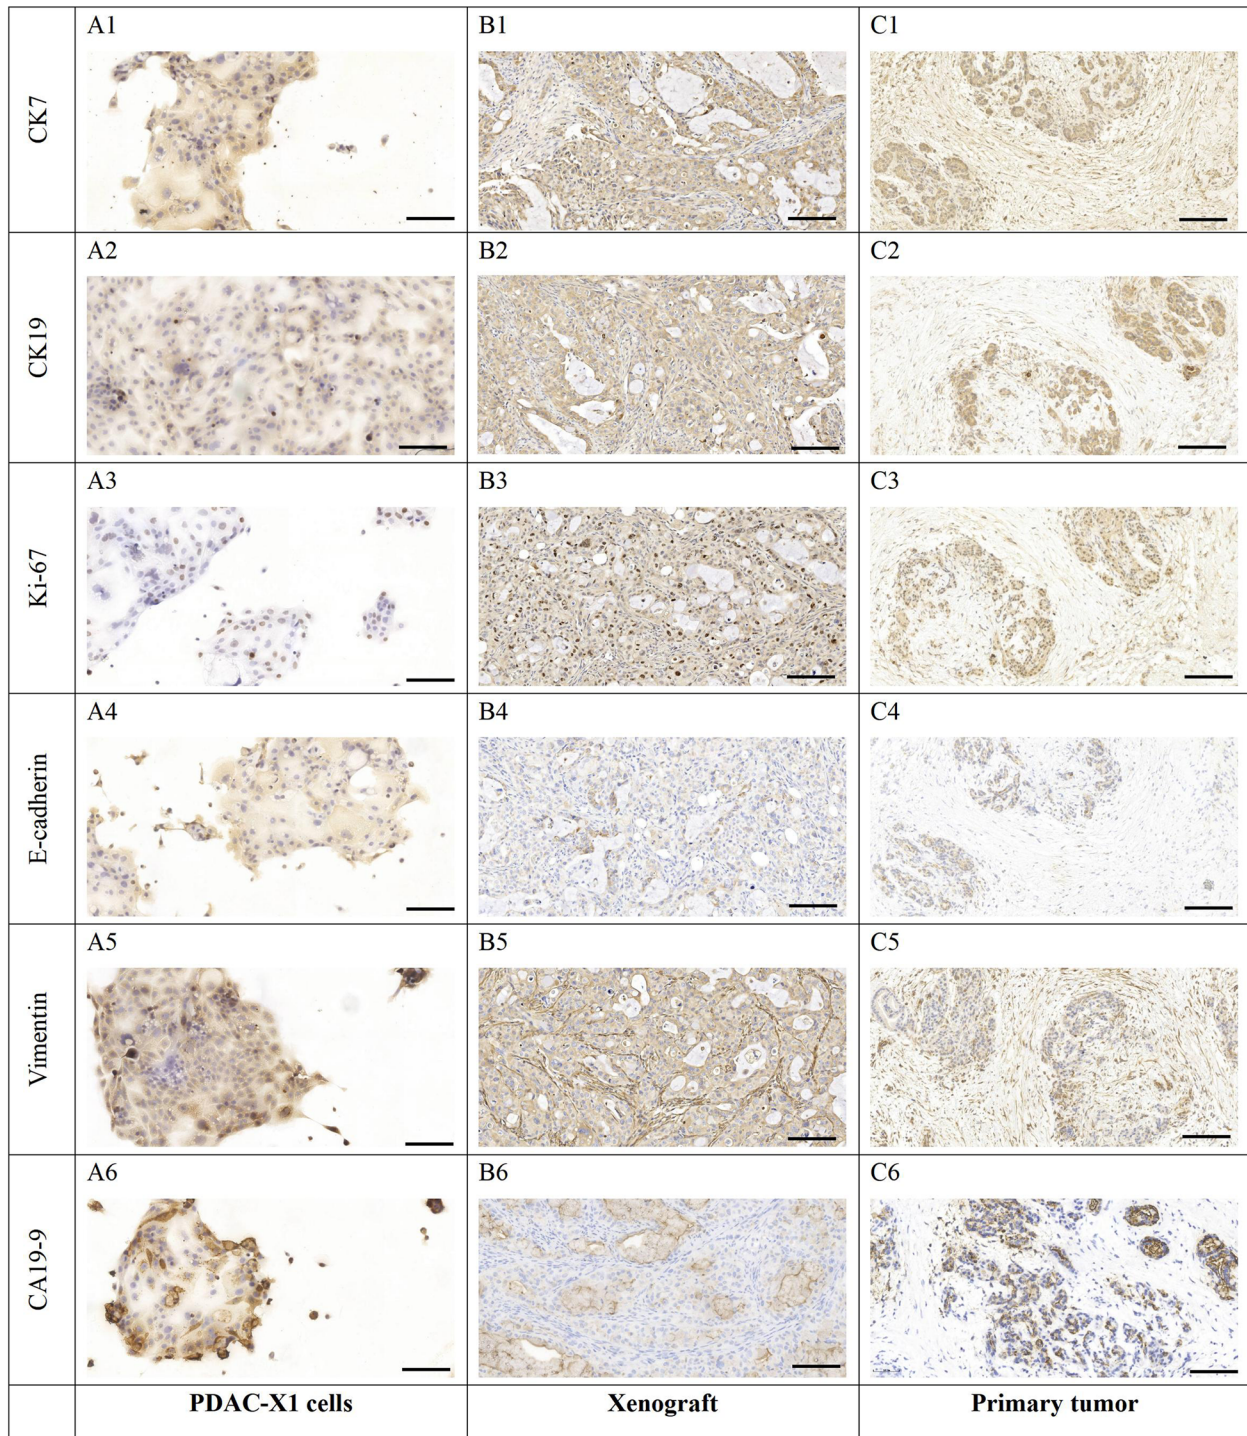 A1 B1 C1
CK7
A2 B2 C2
CK19
A3 B3 C3
Ki-67
A4 B4 C4
E-cadherin
A5 B5 C5
Vimentin
A6 B6 C6
CA19-9
PDAC-X1 cells Xenograft Primary tumor